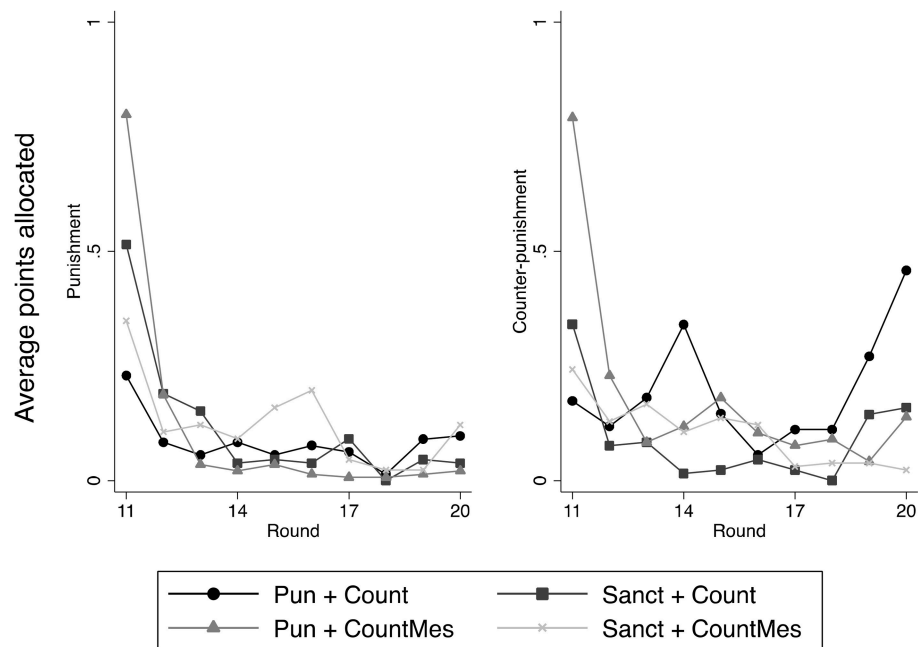 Average points allocated
Punishment
1
.5
0
11 14 17 20
Round
Counter-punishment
1
.5
0
11 14 17 20
Round
Pun + Count
Sanct + Count
Pun + CountMes
Sanct + CountMes